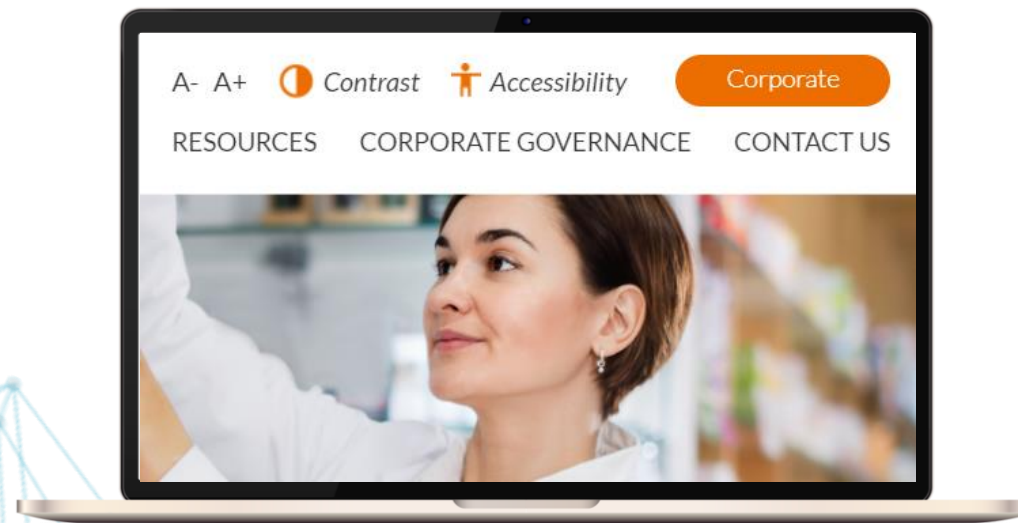 A- A+ Contrast Accessibility Corporate
RESOURCES CORPORATE GOVERNANCE CONTACT US